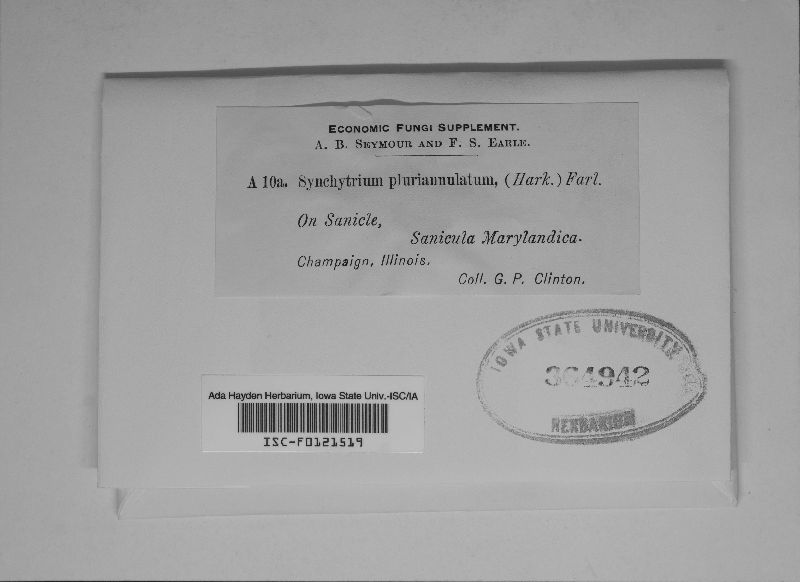 ECONOMIC FUNGI SUPPLEMENT.
A. B. SEYMOUR AND F. S. EARLE.
A 10a. Synchytrium pluriannulatum, (Hark.) Farl.
On Sanicle,
Sanicula Marylandica.
Champaign, Illinois.
Coll. G. P. Clinton.
IOWA STATE UNIVERSITY
364942
HERBARIUM
Ada Hayden Herbarium, Iowa State Univ.-ISC/IA
ISC-F0121519